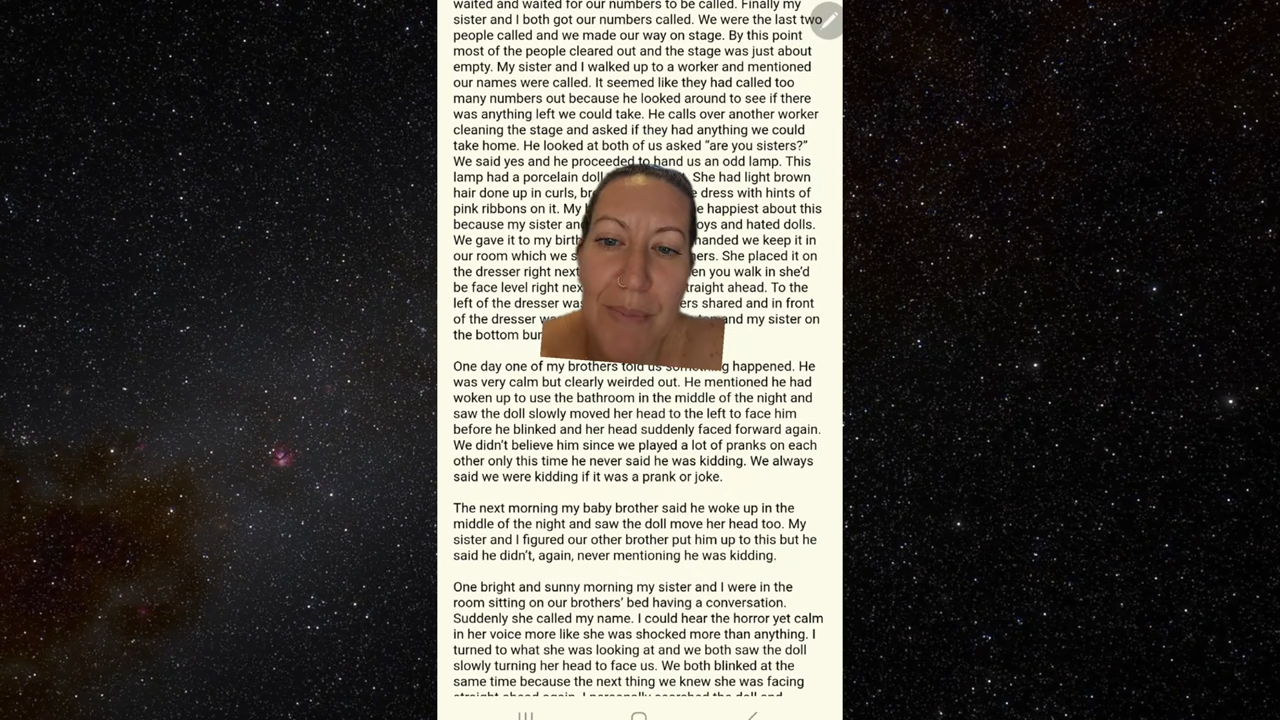 waited and waited for our numbers to be called. Finally my
sister and I both got our numbers called. We were the last two
people called and we made our way on stage. By this point
most of the people cleared out and the stage was just about
empty. My sister and I walked up to a worker and mentioned
our names were called. It seemed like they had called too
many numbers out because he looked around to see if there
was anything left we could take. He calls over another worker
cleaning the stage and asked if they had anything we could
take home. He looked at both of us asked “are you sisters?”
We said yes and he proceeded to hand us an odd lamp. This
lamp had a porcelain doll She had light brown
hair done up in curls, dress with hints of
pink ribbons on it. My happiest about this
because my sister and and hated dolls.
We gave it to my we keep it in
our room which we She placed it on
the dresser right next you walk in she’d
be face level right straight ahead. To the
left of the dresser shared and in front
of the dresser and my sister on
the bottom
One day one of my brothers told us something happened. He
was very calm but clearly weirded out. He mentioned he had
woken up to use the bathroom in the middle of the night and
saw the doll slowly moved her head to the left to face him
before he blinked and her head suddenly faced forward again.
We didn’t believe him since we played a lot of pranks on each
other only this time he never said he was kidding. We always
said we were kidding if it was a prank or joke.
The next morning my baby brother said he woke up in the
middle of the night and saw the doll move her head too. My
sister and I figured our other brother put him up to this but he
said he didn’t, again, never mentioning he was kidding.
One bright and sunny morning my sister and I were in the
room sitting on our brothers’ bed having a conversation.
Suddenly she called my name. I could hear the horror yet calm
in her voice more like she was shocked more than anything. I
turned to what she was looking at and we both saw the doll
slowly turning her head to face us. We both blinked at the
same time because the next thing we knew she was facing
straight ahead again. I personally searched the doll and